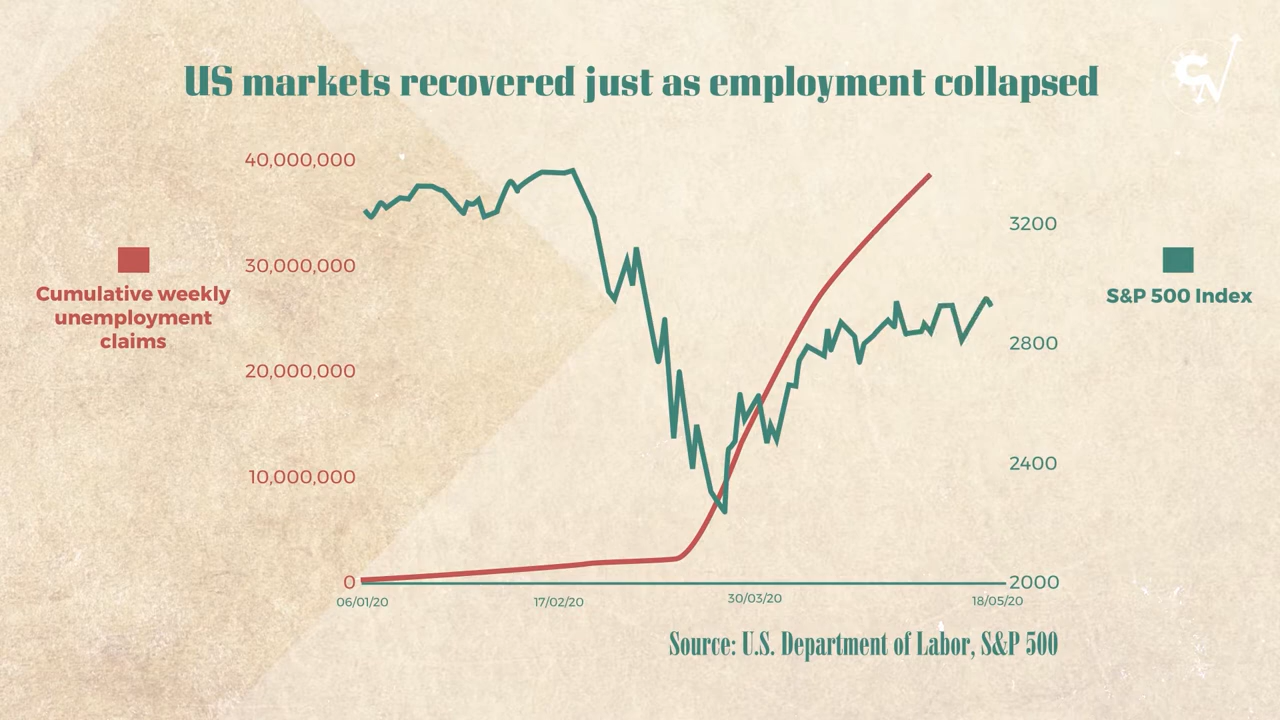 US markets recovered just as employment collapsed
CN
40,000,000
30,000,000
20,000,000
10,000,000
0
Cumulative weekly
unemployment
claims
3200
2800
2400
2000
S&P 500 Index
06/01/20
17/02/20
30/03/20
18/05/20
Source: U.S. Department of Labor, S&P 500